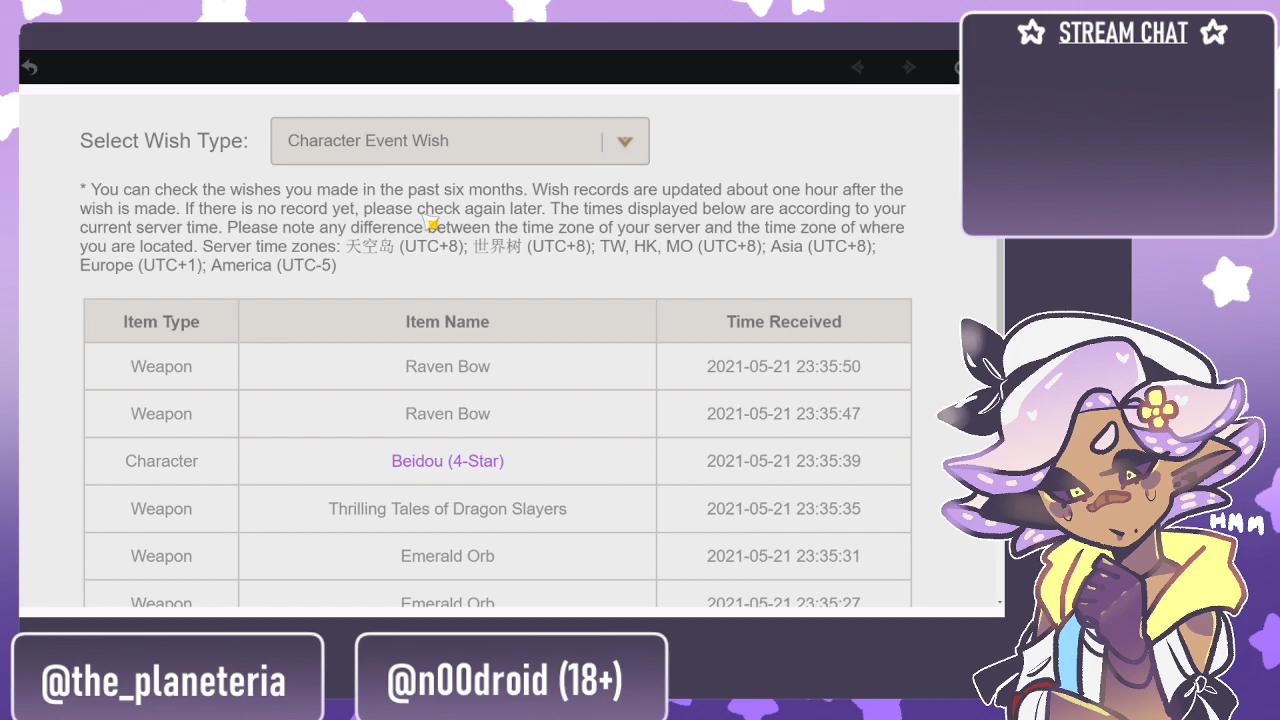 STREAM CHAT
Select Wish Type:
Character Event Wish
* You can check the wishes you made in the past six months. Wish records are updated about one hour after the
wish is made. If there is no record yet, please check again later. The times displayed below are according to your
current server time. Please note any difference between the time zone of your server and the time zone of where
you are located. Server time zones: 天空岛 (UTC+8); 世界树 (UTC+8); TW, HK, MO (UTC+8); Asia (UTC+8);
Europe (UTC+1); America (UTC-5)
Item Type Item Name Time Received
Weapon Raven Bow 2021-05-21 23:35:50
Weapon Raven Bow 2021-05-21 23:35:47
Character Beidou (4-Star) 2021-05-21 23:35:39
Weapon Thrilling Tales of Dragon Slayers 2021-05-21 23:35:35
Weapon Emerald Orb 2021-05-21 23:35:31
Weapon Emerald Orb 2021-05-21 23:35:27
HMM
@the_planeteria
@n00droid (18+)